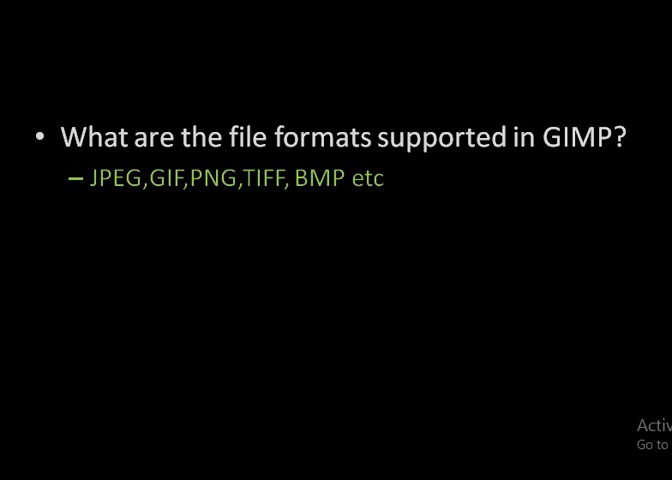 • What are the file formats supported in GIMP?
– JPEG,GIF,PNG,TIFF, BMP etc
Activ
Go to